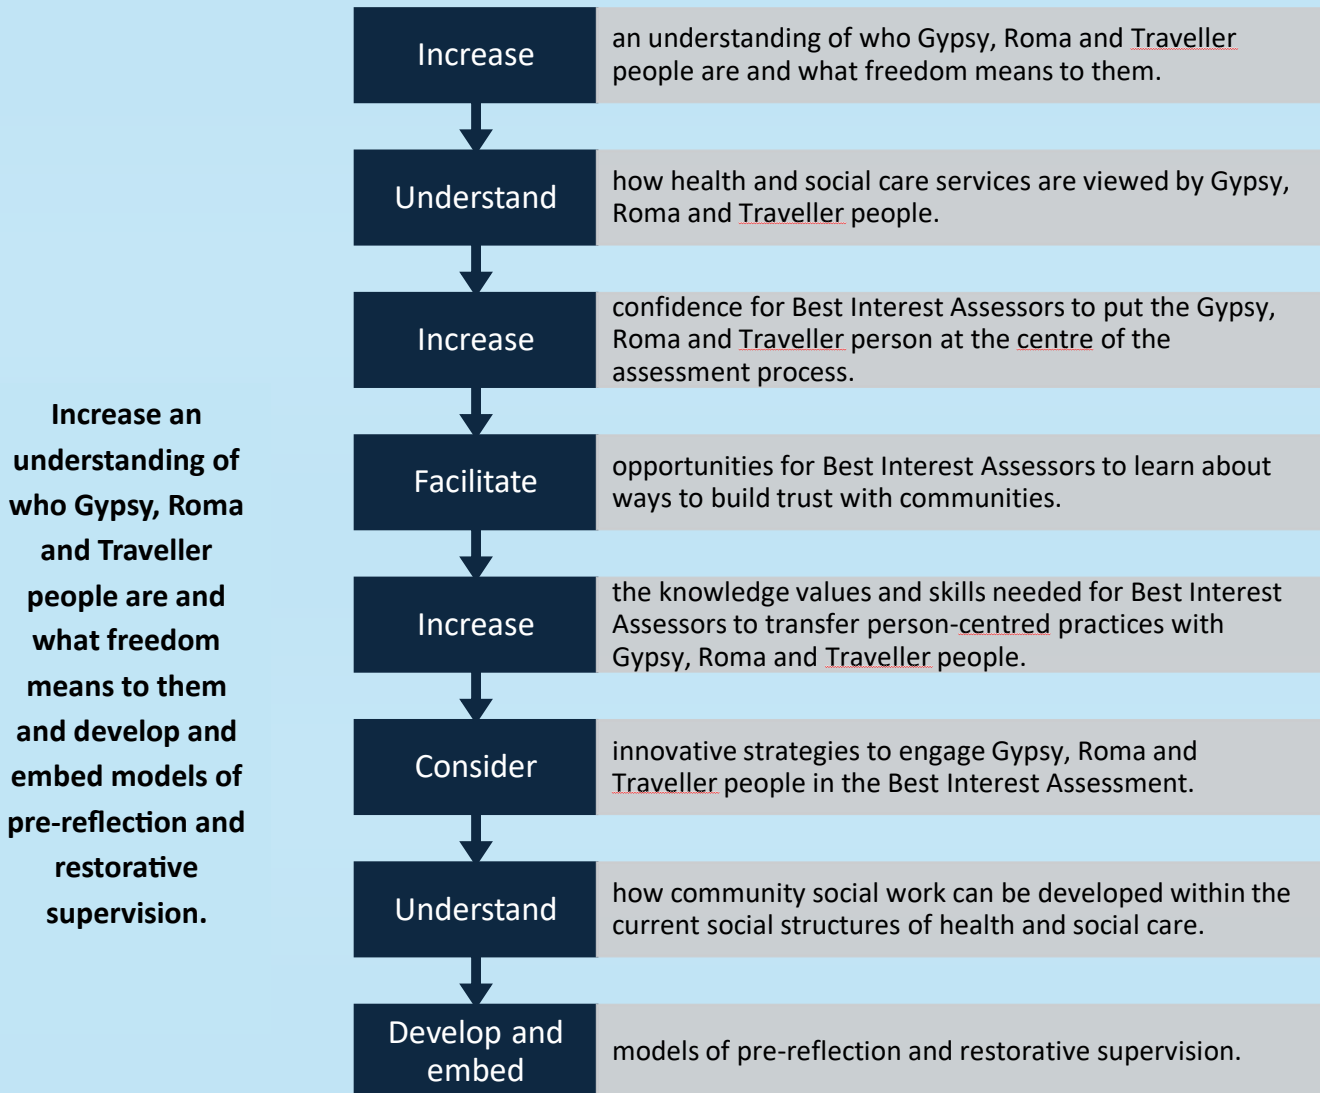 Increase an
understanding of
who Gypsy, Roma
and Traveller
people are and
what freedom
means to them
and develop and
embed models of
pre-reflection and
restorative
supervision.
Increase
an understanding of who Gypsy, Roma and Traveller
people are and what freedom means to them.
Understand
how health and social care services are viewed by Gypsy,
Roma and Traveller people.
Increase
confidence for Best Interest Assessors to put the Gypsy,
Roma and Traveller person at the centre of the
assessment process.
Facilitate
opportunities for Best Interest Assessors to learn about
ways to build trust with communities.
Increase
the knowledge values and skills needed for Best Interest
Assessors to transfer person-centred practices with
Gypsy, Roma and Traveller people.
Consider
innovative strategies to engage Gypsy, Roma and
Traveller people in the Best Interest Assessment.
Understand
how community social work can be developed within the
current social structures of health and social care.
Develop and
embed
models of pre-reflection and restorative supervision.